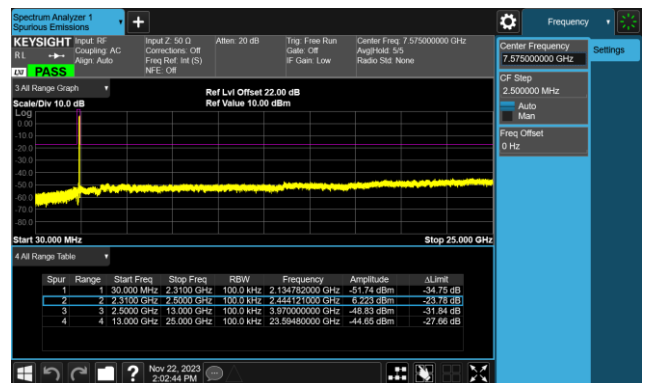 Spectrum Analyzer 1
Spurious Emissions
Frequency
KEYSIGHT
RL
Input: RF
Coupling: AC
Align: Auto
Input Z: 50 Ω
Corrections: Off
Freq Ref: Int (S)
NFE: Off
Atten: 20 dB
Trig: Free Run
Gate: Off
IF Gain: Low
Center Freq: 7.575000000 GHz
Avg|Hold: 5/5
Radio Std: None
LXI PASS
Center Frequency
7.575000000 GHz
Settings
CF Step
2.500000 MHz
Auto
Man
Freq Offset
0 Hz
3 All Range Graph
Scale/Div 10.0 dB
Ref Lvl Offset 22.00 dB
Ref Value 10.00 dBm
Log
0.00
-10.0
-20.0
-30.0
-40.0
-50.0
-60.0
-70.0
-80.0
Start 30.000 MHz
Stop 25.000 GHz
4 All Range Table
Spur Range Start Freq Stop Freq RBW Frequency Amplitude ΔLimit
1 1 30.000 MHz 2.3100 GHz 100.0 kHz 2.134782000 GHz -51.74 dBm -34.75 dB
2 2 2.3100 GHz 2.5000 GHz 100.0 kHz 2.444121000 GHz 6.223 dBm -23.78 dB
3 3 2.5000 GHz 13.000 GHz 100.0 kHz 3.970000000 GHz -48.83 dBm -31.84 dB
4 4 13.000 GHz 25.000 GHz 100.0 kHz 23.59480000 GHz -44.65 dBm -27.66 dB
?
Nov 22, 2023
2:02:44 PM